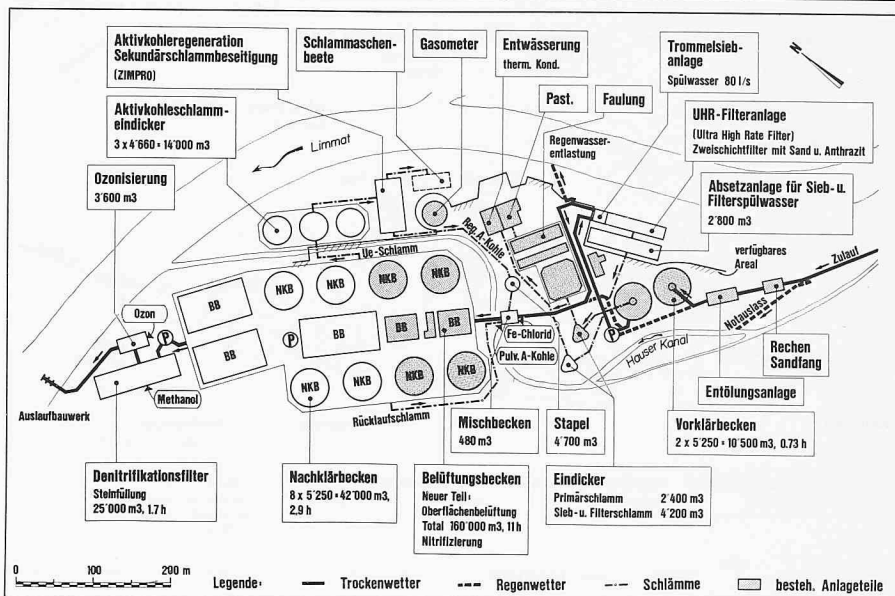 Aktivkohleregeneration
Sekundärschlammbeseitigung
(ZIMPRO)
Schlammaschen-
beete
Gasometer
Entwässerung
therm. Kond.
Trommelsieb-
anlage
Spülwasser 80 l/s
Aktivkohleschlamm-
eindicker
3 x 4'660 = 14'000 m3
Past.
Faulung
UHR-Filteranlage
(Ultra High Rate Filter)
Zweischichtfilter mit Sand u. Anthrazit
Limmat
Regenwasser-
entlastung
Ozonisierung
3'600 m3
Absetzanlage für Sieb- u.
Filterspülwasser
2'800 m3
Reg. A-Kohle
Ue-Schlamm
verfügbares
Areal
Zulauf
NKB
NKB
NKB
NKB
BB
BB
BB
BB
BB
P
P
P
Ozon
Methanol
Fe-Chlorid
Pulv. A-Kohle
Hauser Kanal
Notauslass
NKB
NKB
NKB
NKB
Rücklaufschlamm
Auslaufbauwerk
Rechen
Sandfang
Entölungsanlage
Mischbecken
480 m3
Stapel
4'700 m3
Vorklärbecken
2 x 5'250 = 10'500 m3, 0.73 h
Denitrifikationsfilter
Steinfüllung
25'000 m3, 1.7 h
Nachklärbecken
8 x 5'250 = 42'000 m3,
2,9 h
Belüftungsbecken
Neuer Teil:
Oberflächenbelüftung
Total 160'000 m3, 11 h
Nitrifizierung
Eindicker
Primärschlamm 2'400 m3
Sieb- u. Filterschlamm 4'200 m3
0 100 200 m
Legende: Trockenwetter Regenwetter Schlämme besteh. Anlageteile
N